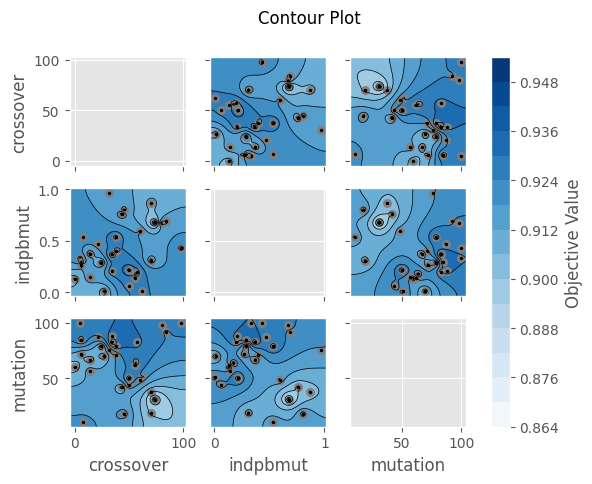 Contour Plot
crossover
100
0
indpbmut
1.0
0.5
0.0
mutation
100
50
0
100
crossover
0
1
indpbmut
50
100
mutation
0.948
0.936
0.924
0.912
0.900
0.888
0.876
0.864
Objective Value